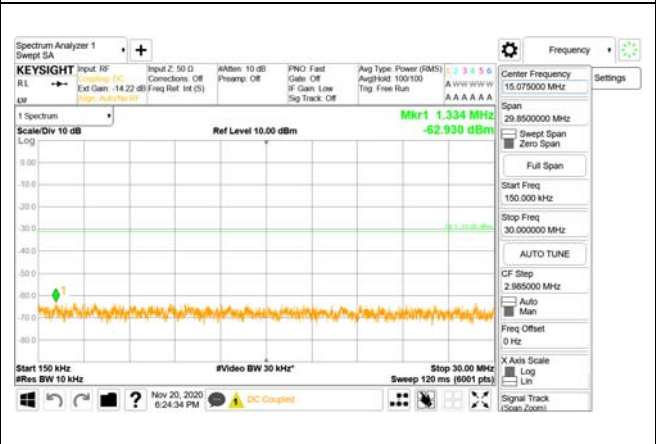 Spectrum Analyzer 1
Swept SA
Frequency
KEYSIGHT
RL
Input: RF
Coupling: DC
Ext Gain: -14.22 dB
Align: Auto/No RF
Input Z: 50 Ω
Corrections: Off
Freq Ref: Int (S)
#Atten: 10 dB
Preamp: Off
PNO: Fast
Gate: Off
IF Gain: Low
Sig Track: Off
Avg Type: Power (RMS)
Avg|Hold: 100/100
Trig: Free Run
1 2 3 4 5 6
A W W W W W
A A A A A A
1 Spectrum
Scale/Div 10 dB
Log
Ref Level 10.00 dBm
Mkr1 1.334 MHz
-62.930 dBm
0.00
-10.0
-20.0
-30.0
-40.0
-50.0
-60.0
-70.0
-80.0
1
Start 150 kHz
#Res BW 10 kHz
#Video BW 30 kHz*
Stop 30.00 MHz
Sweep 120 ms (6001 pts)
Nov 20, 2020
6:24:34 PM
DC Coupled
Center Frequency
15.075000 MHz
Settings
Span
29.8500000 MHz
Swept Span
Zero Span
Full Span
Start Freq
150.000 kHz
Stop Freq
30.000000 MHz
AUTO TUNE
CF Step
2.985000 MHz
Auto
Man
Freq Offset
0 Hz
X Axis Scale
Log
Lin
Signal Track
(Span Zoom)